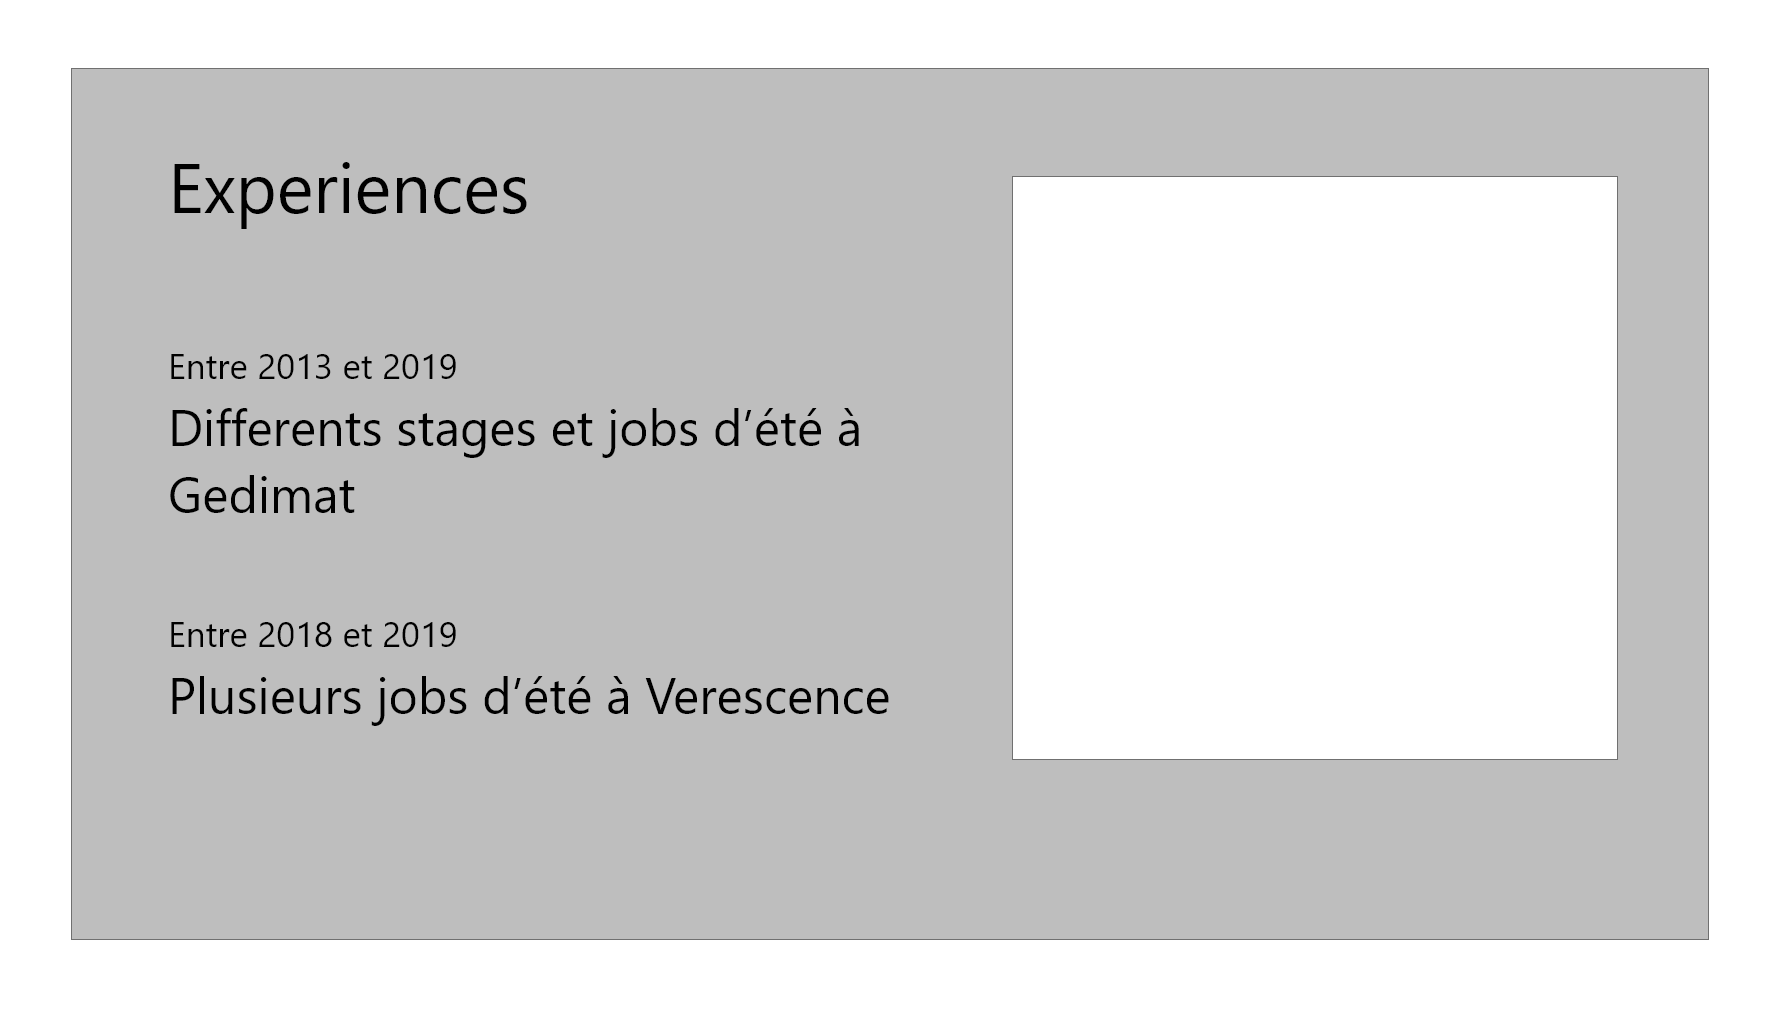 Experiences
Entre 2013 et 2019
Differents stages et jobs d’été à
Gedimat
Entre 2018 et 2019
Plusieurs jobs d’été à Verescence